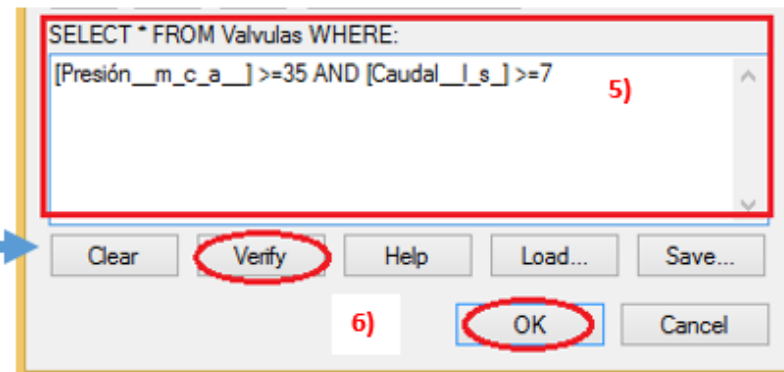 SELECT * FROM Valvulas WHERE:
[Presión__m_c_a__] >=35 AND [Caudal__l_s_] >=7
5)
Clear Verify Help Load... Save...
6) OK Cancel